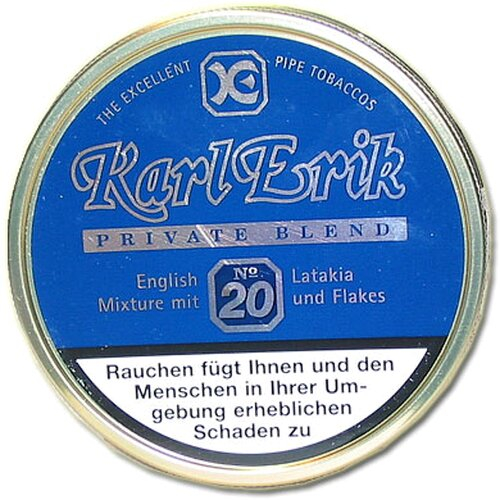 THE EXCELLENT PIPE TOBACCOS
KE
Karl Erik
PRIVATE BLEND
English Mixture mit
No 20
Latakia und Flakes
Rauchen fügt Ihnen und den
Menschen in Ihrer Um-
gebung erheblichen
Schaden zu